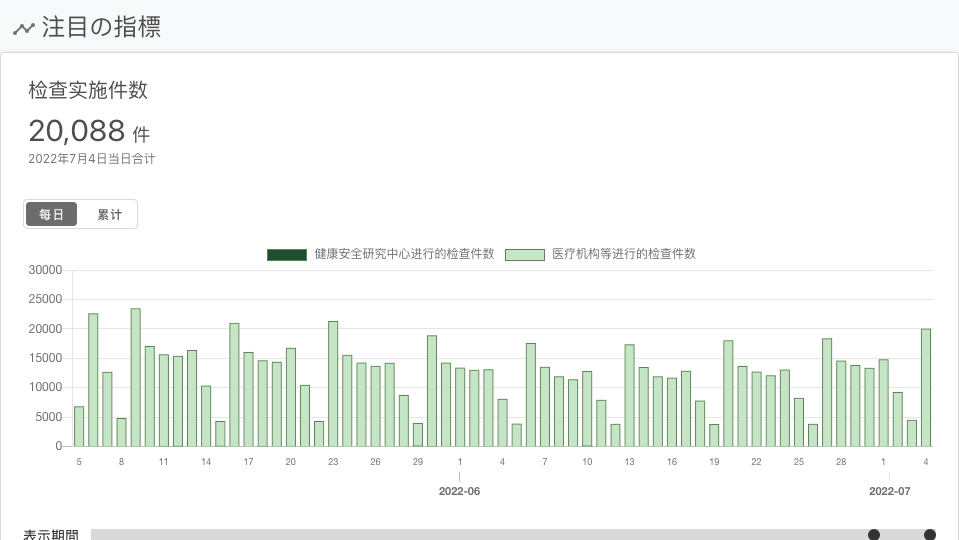 注目の指標
检查实施件数
20,088 件
2022年7月4日当日合计
每日 累计
健康安全研究中心进行的检查件数 医疗机构等进行的检查件数
30000
25000
20000
15000
10000
5000
0
5 8 11 14 17 20 23 26 29 1 4 7 10 13 16 19 22 25 28 1 4
2022-06 2022-07
表示期間